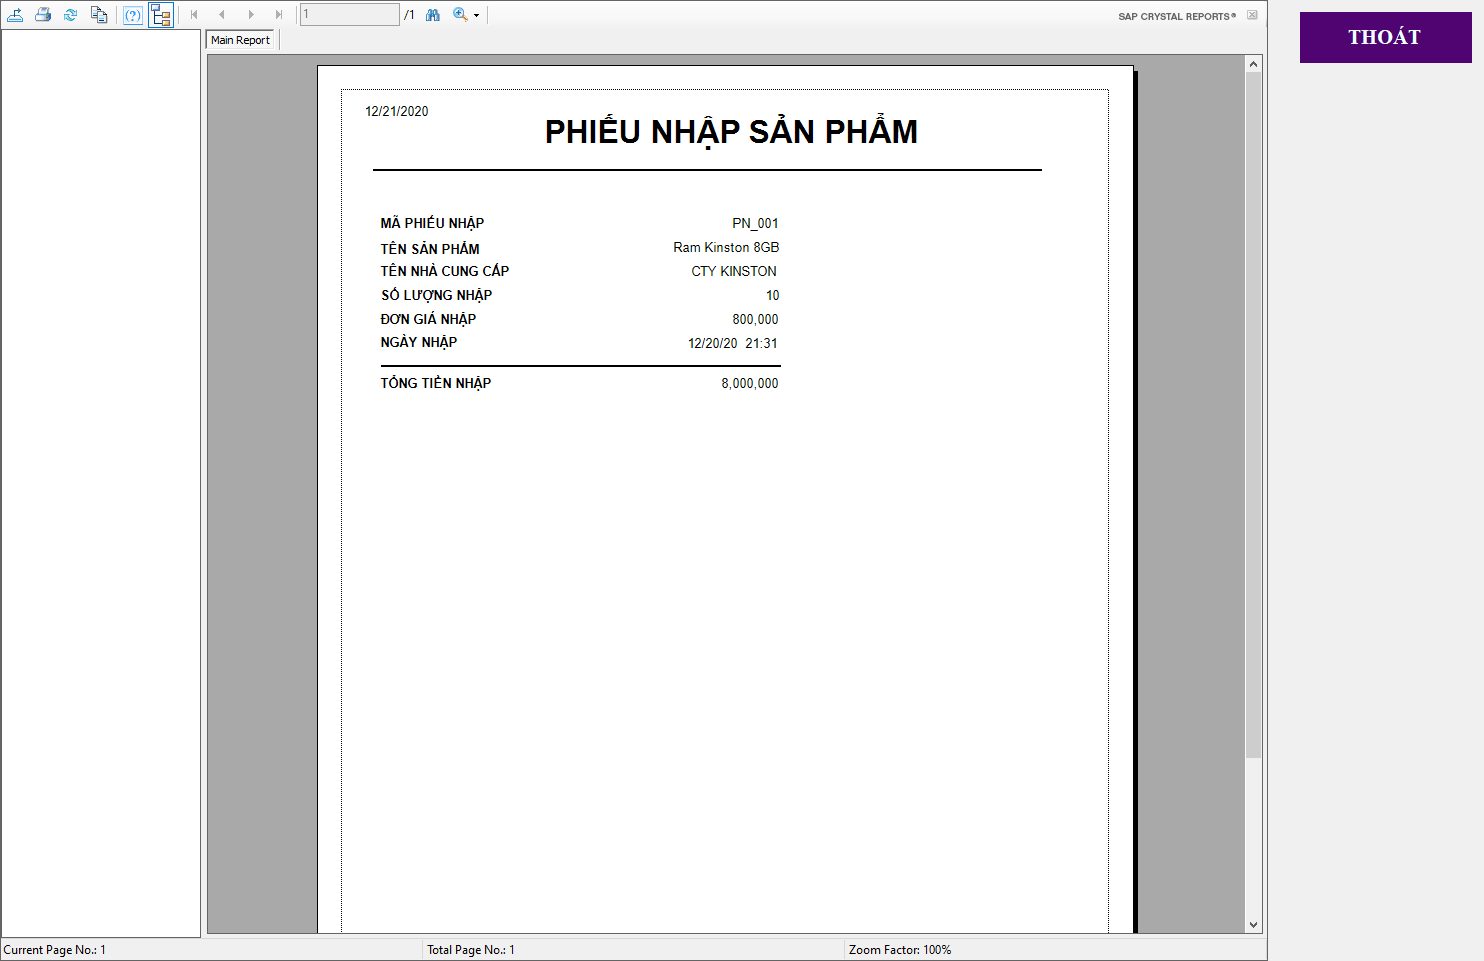 1 /1
SAP CRYSTAL REPORTS®
THOÁT
Main Report
12/21/2020
PHIẾU NHẬP SẢN PHẨM
MÃ PHIẾU NHẬP PN_001
TÊN SẢN PHẨM Ram Kinston 8GB
TÊN NHÀ CUNG CẤP CTY KINSTON
SỐ LƯỢNG NHẬP 10
ĐƠN GIÁ NHẬP 800,000
NGÀY NHẬP 12/20/20 21:31
TỔNG TIỀN NHẬP 8,000,000
Current Page No.: 1 Total Page No.: 1 Zoom Factor: 100%